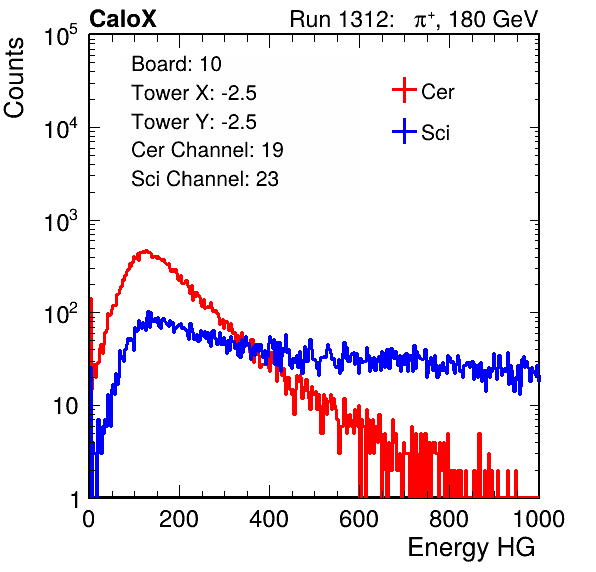 CaloX Run 1312: π⁺, 180 GeV
Board: 10
Tower X: -2.5
Tower Y: -2.5
Cer Channel: 19
Sci Channel: 23
Cer
Sci
Counts
10⁵
10⁴
10³
10²
10
1
0 200 400 600 800 1000
Energy HG